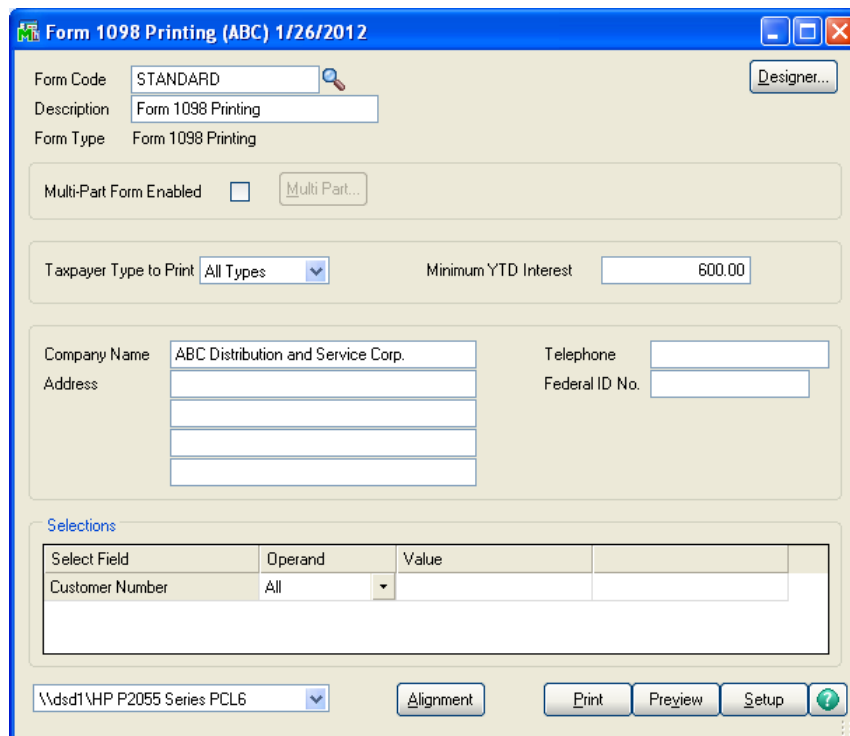 Form 1098 Printing (ABC) 1/26/2012
Form Code STANDARD Designer...
Description Form 1098 Printing
Form Type Form 1098 Printing
Multi-Part Form Enabled Multi Part...
Taxpayer Type to Print All Types Minimum YTD Interest 600.00
Company Name ABC Distribution and Service Corp. Telephone
Address Federal ID No.
Selections
Select Field Operand Value
Customer Number All
\\dsd1\HP P2055 Series PCL6 Alignment Print Preview Setup ?